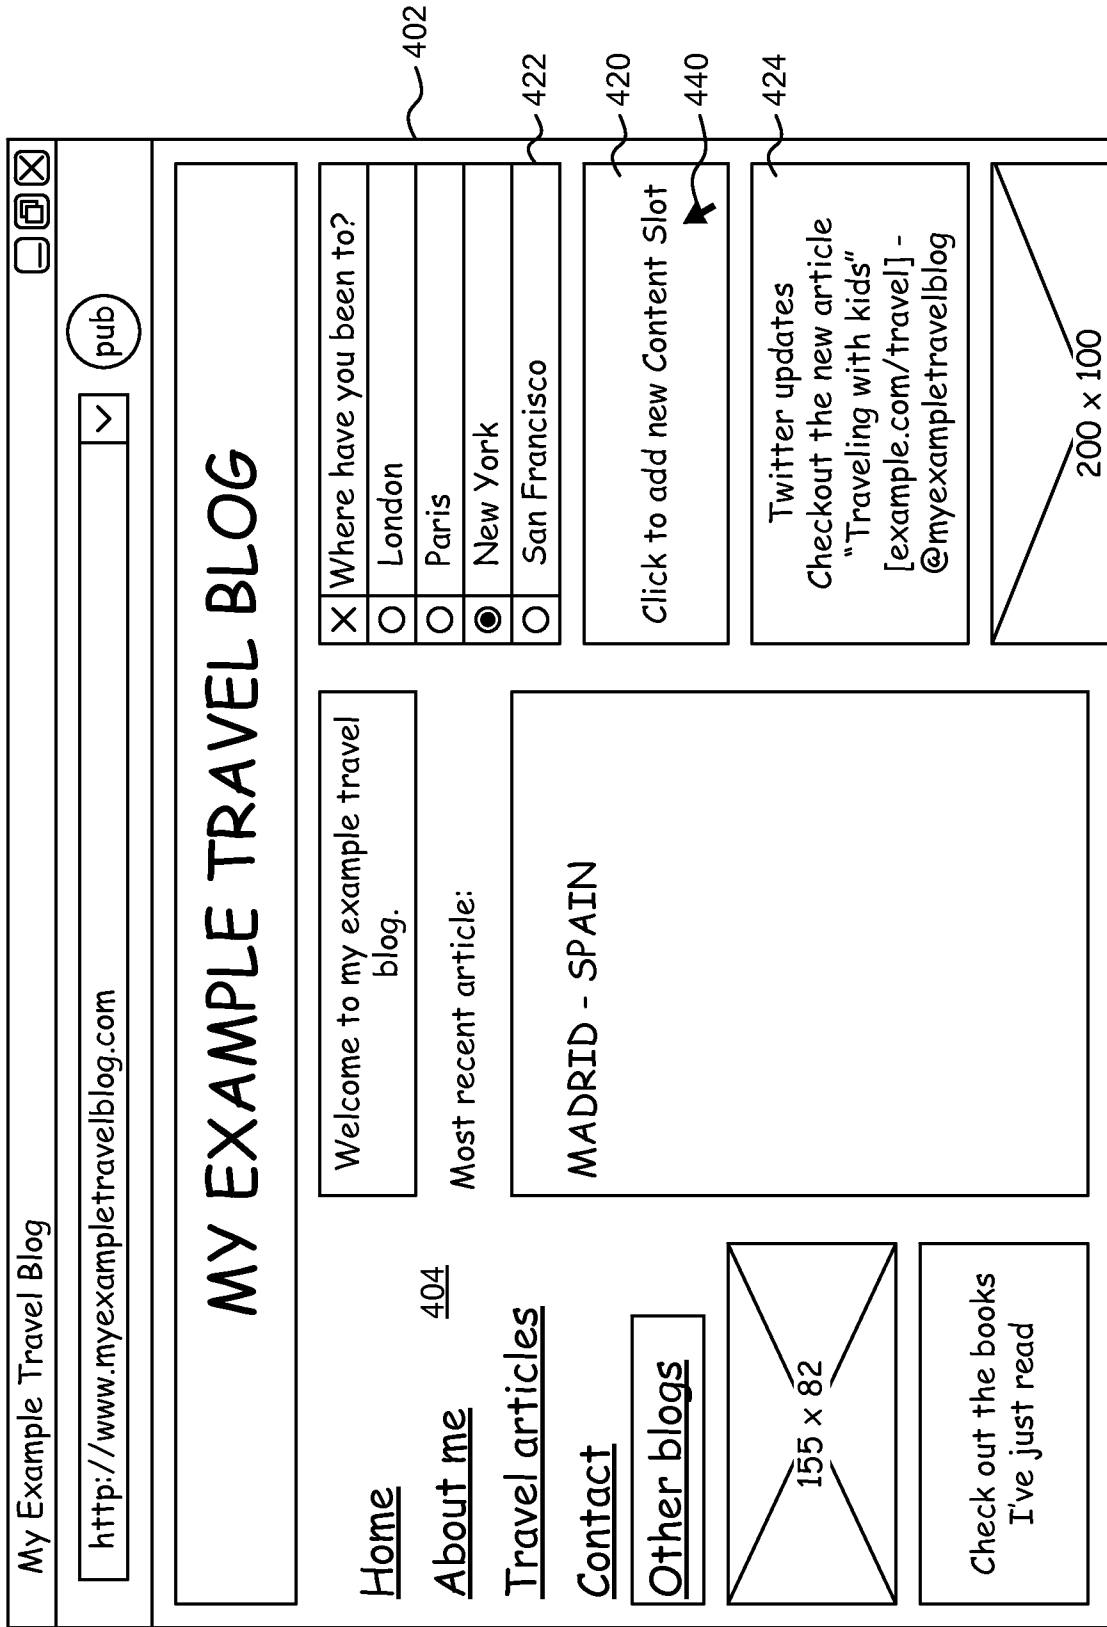 My Example Travel Blog
http://www.myexampletravelblog.com
pub
MY EXAMPLE TRAVEL BLOG
Home
About me
404
Travel articles
Contact
Other blogs
155 x 82
Check out the books
I've just read
Welcome to my example travel
blog.
Most recent article:
MADRID - SPAIN
X Where have you been to?
London
Paris
New York
San Francisco
Click to add new Content Slot
Twitter updates
Checkout the new article
"Traveling with kids"
[example.com/travel] -
@myexampletravelblog
200 x 100
402
422
420
440
424